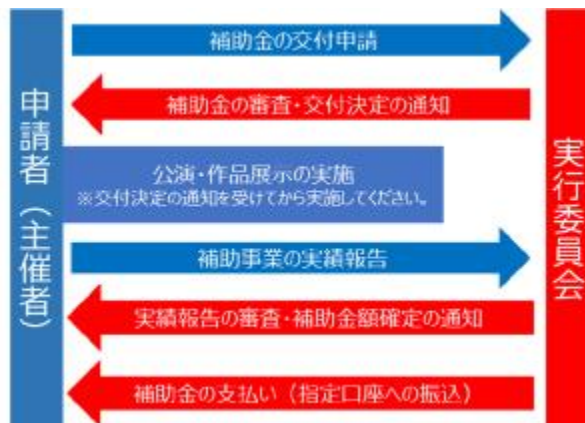 補助金の交付申請
補助金の審査・交付決定の通知
申請者（主催者）
公演・作品展示の実施
※交付決定の通知を受けてから実施してください。
実行委員会
補助事業の実績報告
実績報告の審査・補助金額確定の通知
補助金の支払い（指定口座への振込）